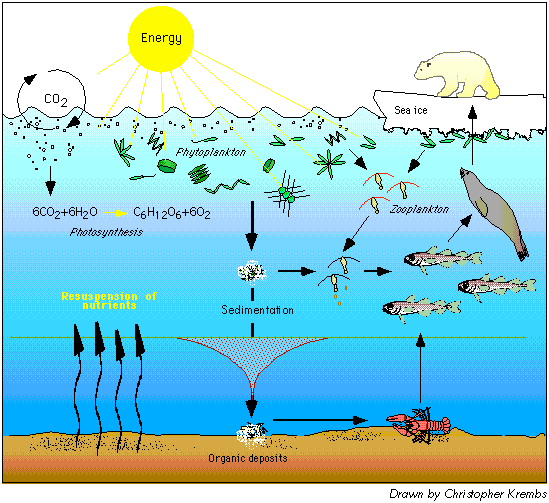 Energy
CO2
Sea ice
Phytoplankton
6CO2+6H2O → C6H12O6+6O2
Photosynthesis
Zooplankton
Resuspension of
nutrients
Sedimentation
Organic deposits
Drawn by Christopher Krembs